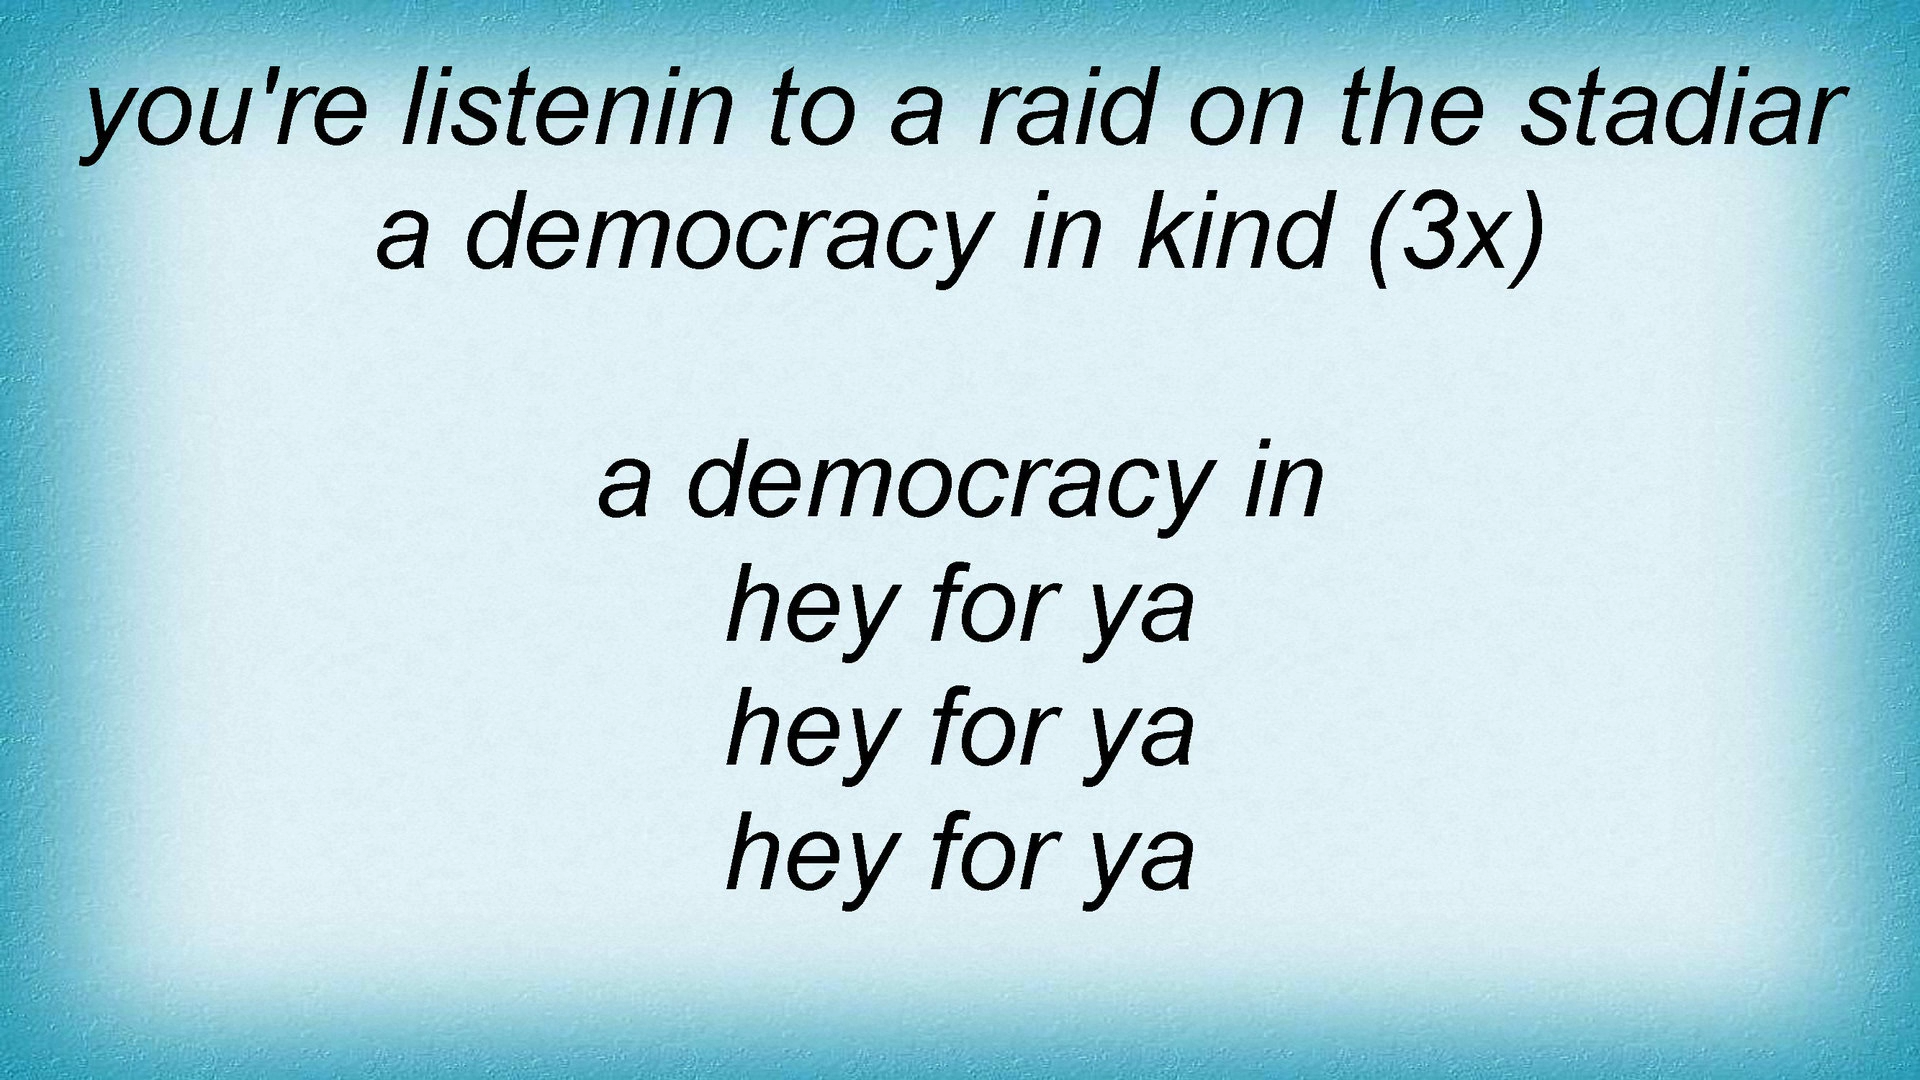 you're listenin to a raid on the stadiar
a democracy in kind (3x)
a democracy in
hey for ya
hey for ya
hey for ya